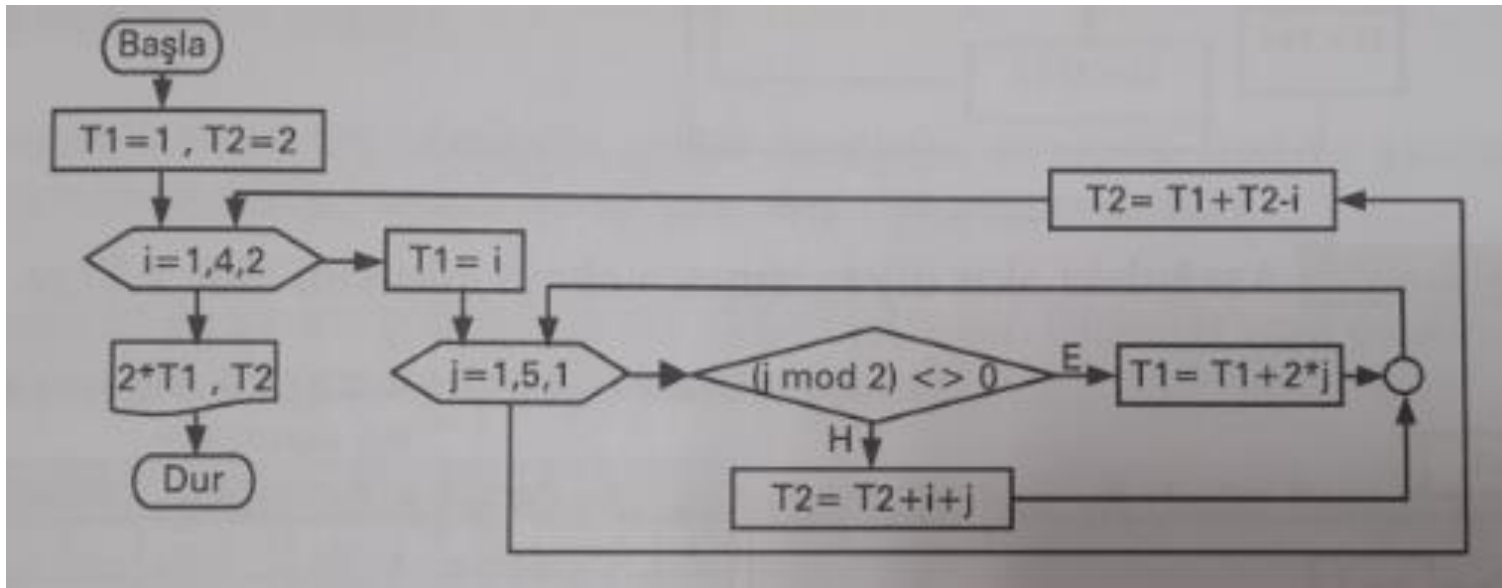 Başla
T1=1 , T2=2
T2= T1+T2-i
i=1,4,2
T1= i
2*T1 , T2
j=1,5,1
(j mod 2) <> 0
E
T1= T1+2*j
H
T2= T2+i+j
Dur